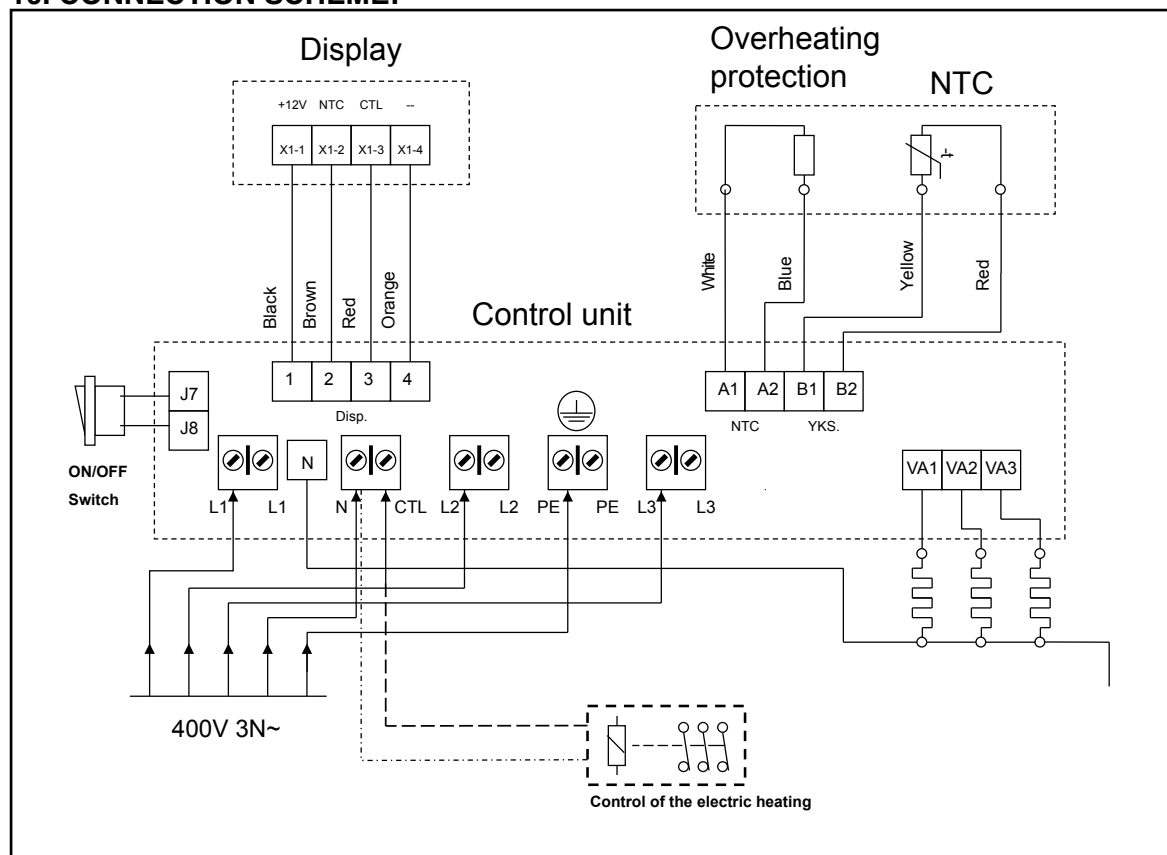 Display
Overheating
protection
NTC
+12V NTC CTL --
X1-1 X1-2 X1-3 X1-4
-t
Black
Brown
Red
Orange
White
Blue
Yellow
Red
Control unit
J7
J8
1 2 3 4
Disp.
A1 A2 B1 B2
NTC YKS.
ON/OFF
Switch
N
VA1 VA2 VA3
L1 L1 N CTL L2 L2 PE PE L3 L3
400V 3N~
Control of the electric heating